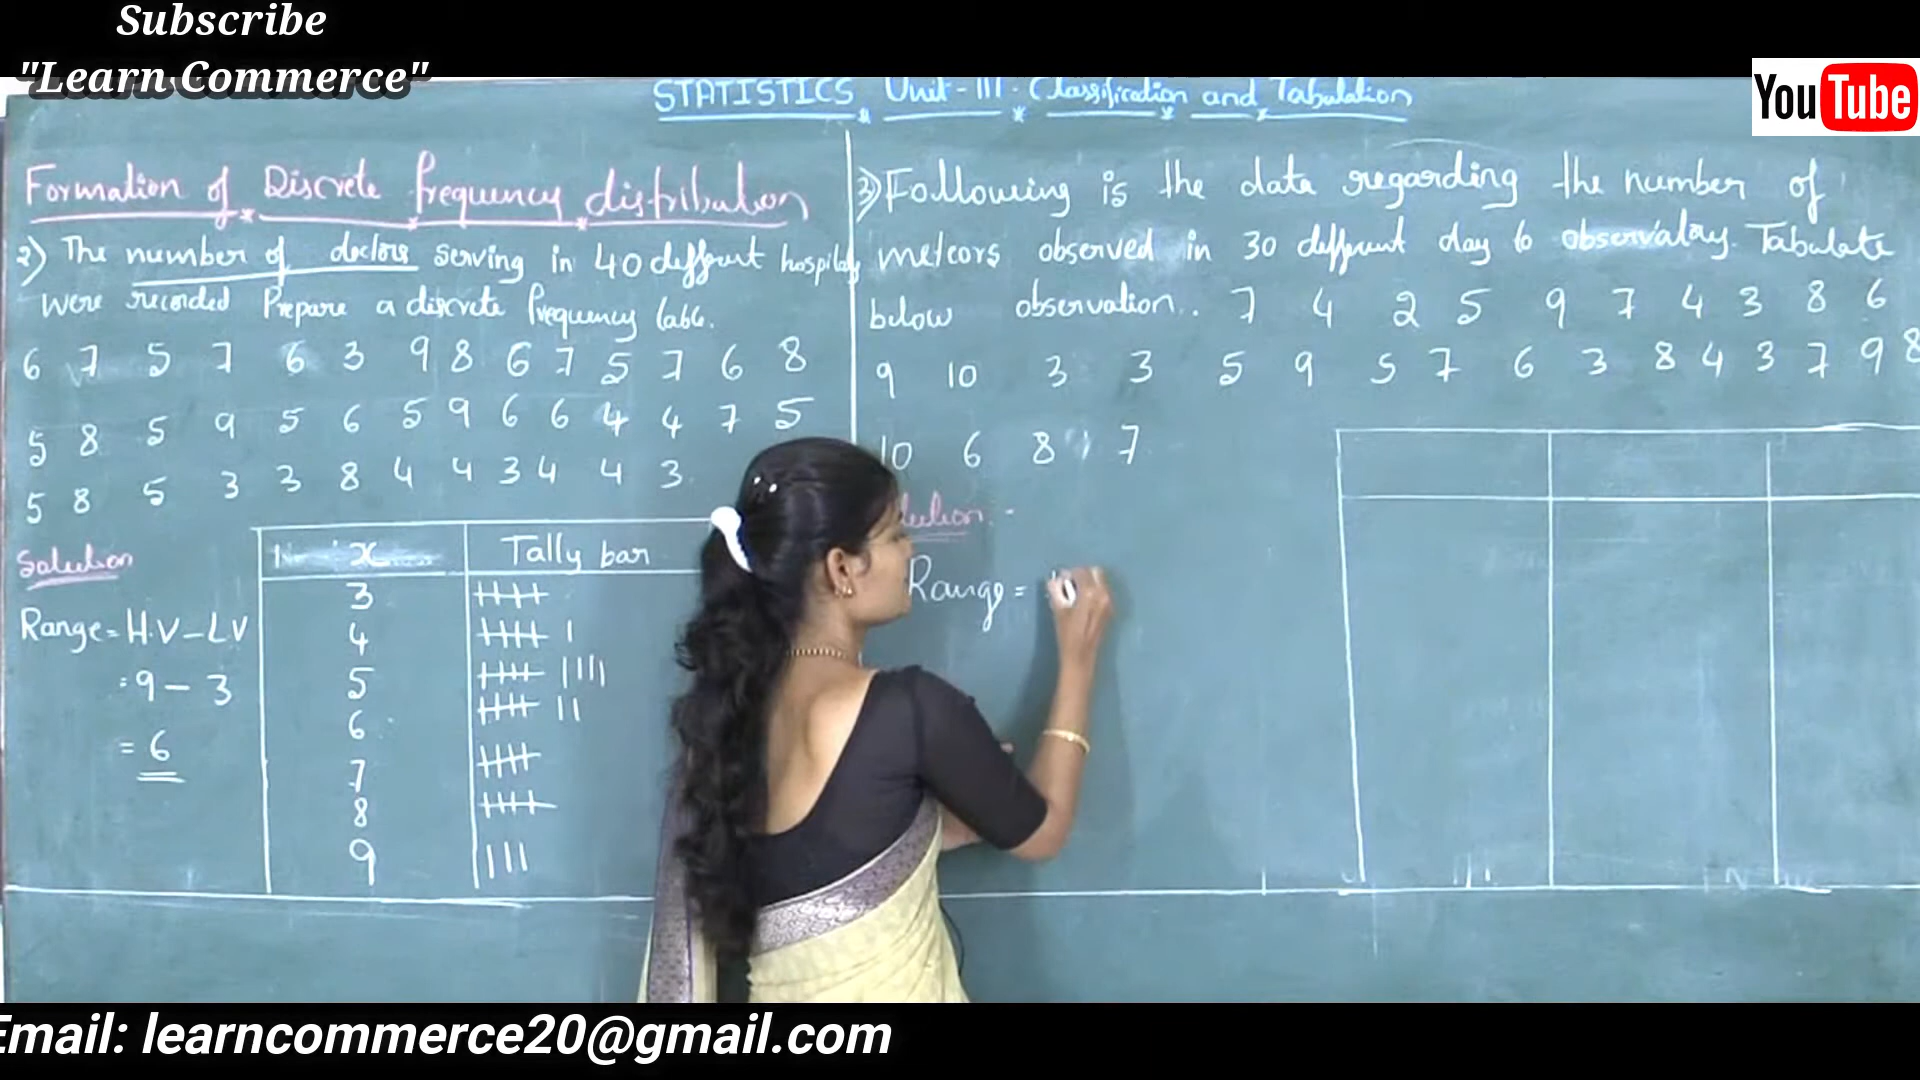 Subscribe
"Learn Commerce"
YouTube
STATISTICS Unit-III. Classification and Tabulation
Formation of Discrete frequency distribution
2) The number of doctors serving in 40 different hospitals
were recorded Prepare a discrete frequency table.
6 7 5 7 6 3 9 8 6 7 5 7 6 8
5 8 5 9 5 6 5 9 6 6 4 4 7 5
5 8 5 3 3 8 4 4 3 4 4 3.
Solution
Range = H.V - L V
= 9 - 3
= 6
x Tally bar
3
4
5
6
7
8
9
3) Following is the data regarding the number of
meteors observed in 30 different day to observatory. Tabulate
below observation.. 7 4 2 5 9 7 4 3 8 6
9 10 3 3 5 9 5 7 6 3 8 4 3 7 9 8
10 6 8 7
Range =
Email: learncommerce20@gmail.com